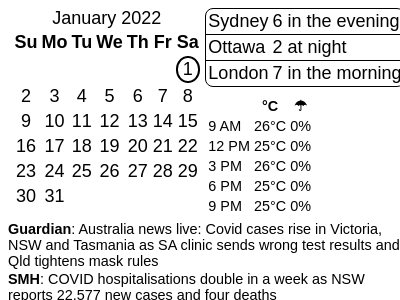 January 2022
Su Mo Tu We Th Fr Sa
1
2 3 4 5 6 7 8
9 10 11 12 13 14 15
16 17 18 19 20 21 22
23 24 25 26 27 28 29
30 31
Sydney 6 in the evening
Ottawa 2 at night
London 7 in the morning
°C ☂
9 AM 26°C 0%
12 PM 25°C 0%
3 PM 26°C 0%
6 PM 25°C 0%
9 PM 25°C 0%
Guardian: Australia news live: Covid cases rise in Victoria,
NSW and Tasmania as SA clinic sends wrong test results and
Qld tightens mask rules
SMH: COVID hospitalisations double in a week as NSW
reports 22,577 new cases and four deaths